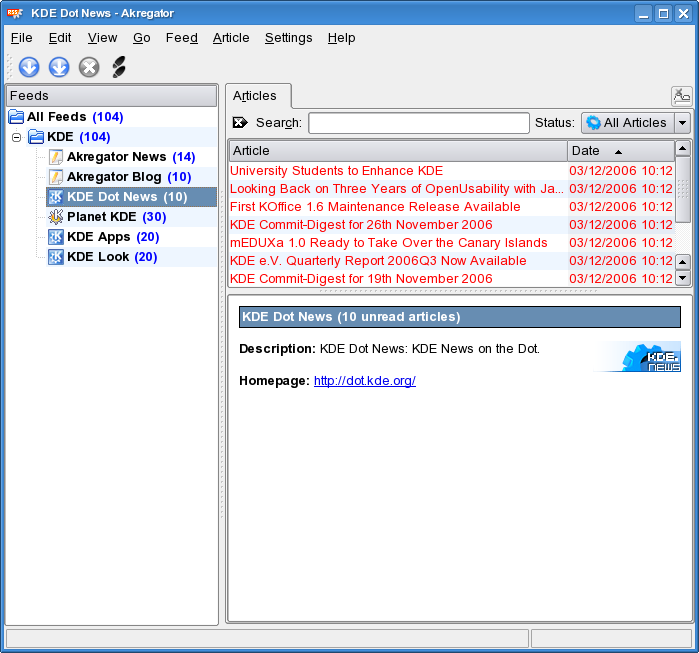 KDE Dot News - Akregator
File Edit View Go Feed Article Settings Help
Feeds
All Feeds (104)
KDE (104)
Akregator News (14)
Akregator Blog (10)
KDE Dot News (10)
Planet KDE (30)
KDE Apps (20)
KDE Look (20)
Articles
Search: Status: All Articles
Article Date
University Students to Enhance KDE 03/12/2006 10:12
Looking Back on Three Years of OpenUsability with Ja... 03/12/2006 10:12
First KOffice 1.6 Maintenance Release Available 03/12/2006 10:12
KDE Commit-Digest for 26th November 2006 03/12/2006 10:12
mEDUXa 1.0 Ready to Take Over the Canary Islands 03/12/2006 10:12
KDE e.V. Quarterly Report 2006Q3 Now Available 03/12/2006 10:12
KDE Commit-Digest for 19th November 2006 03/12/2006 10:12
KDE Dot News (10 unread articles)
Description: KDE Dot News: KDE News on the Dot.
KDE.
NEWS
Homepage: http://dot.kde.org/